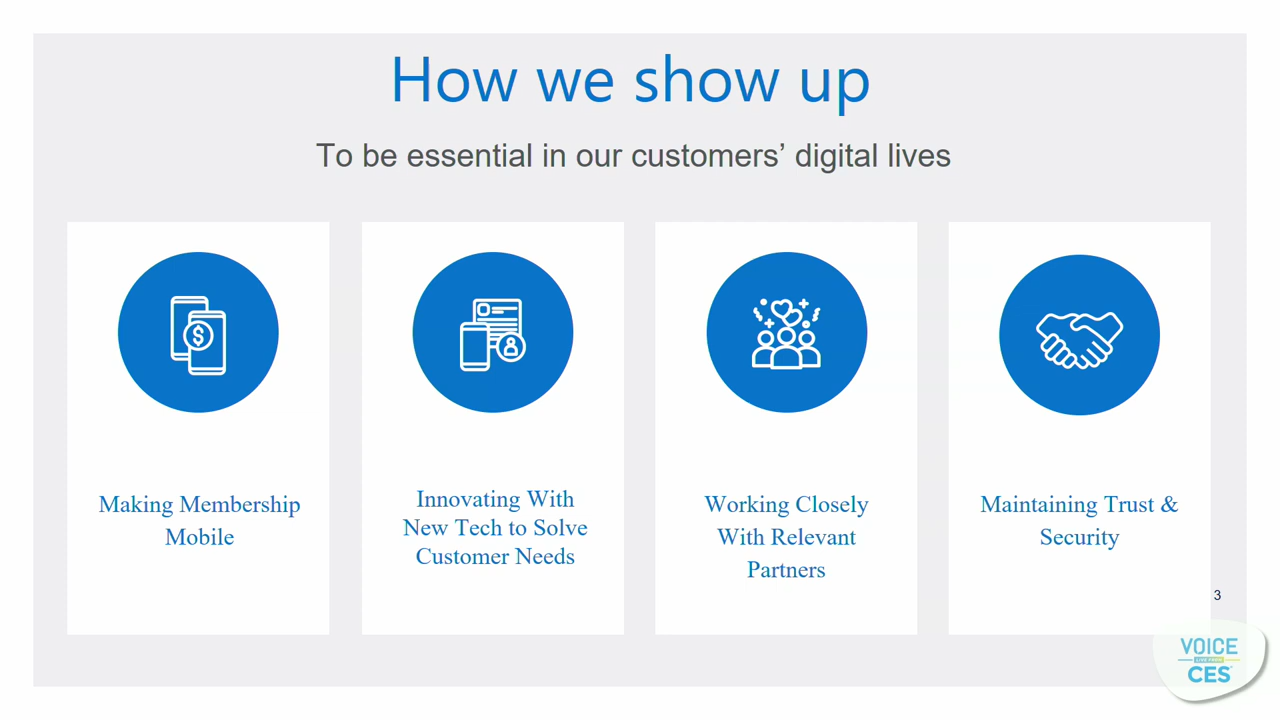 How we show up
To be essential in our customers’ digital lives
$
Making Membership
Mobile
Innovating With
New Tech to Solve
Customer Needs
Working Closely
With Relevant
Partners
Maintaining Trust &
Security
3
VOICE
CES